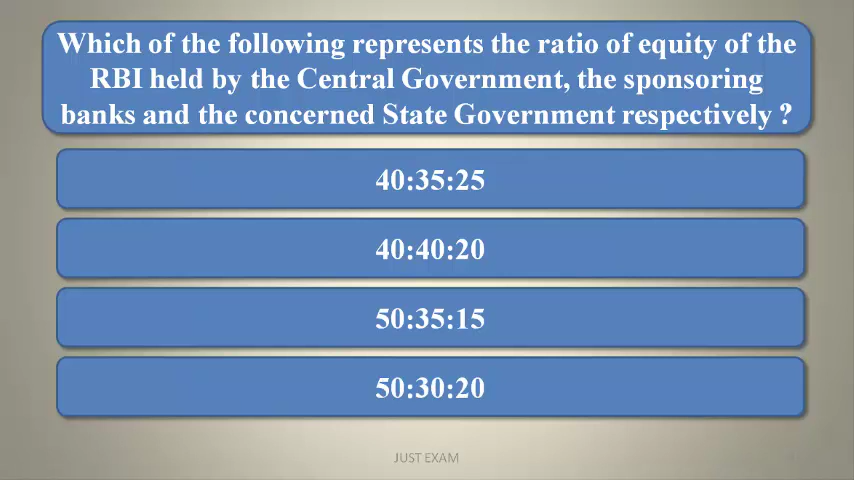 Which of the following represents the ratio of equity of the
RBI held by the Central Government, the sponsoring
banks and the concerned State Government respectively ?
40:35:25
40:40:20
50:35:15
50:30:20
JUST EXAM